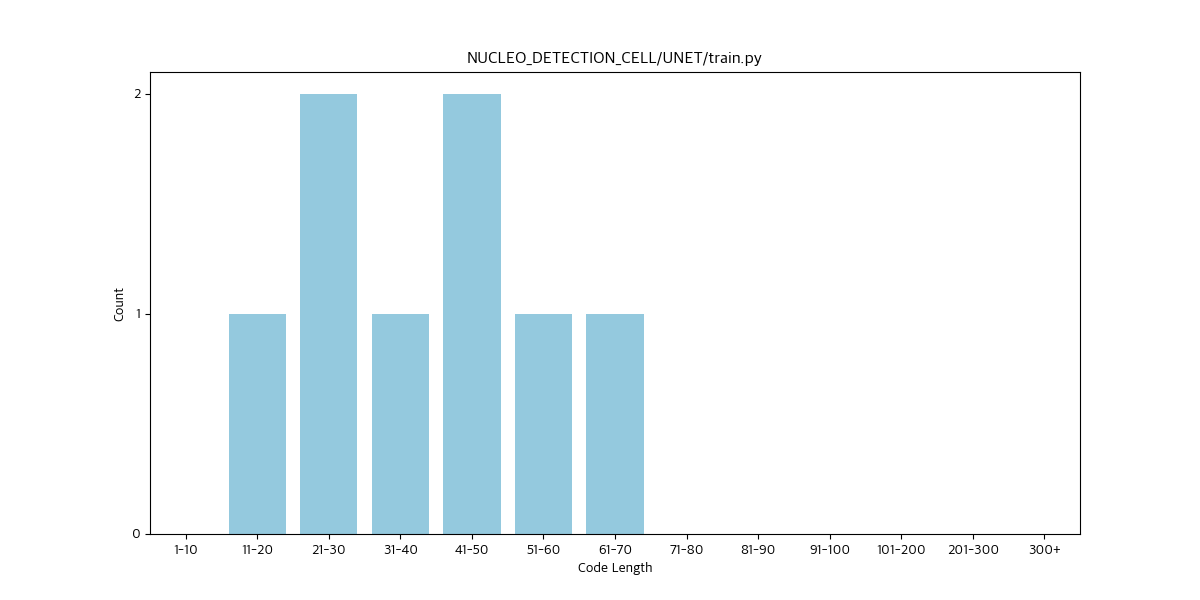 NUCLEO_DETECTION_CELL/UNET/train.py
2
1
0
Count
1-10 11-20 21-30 31-40 41-50 51-60 61-70 71-80 81-90 91-100 101-200 201-300 300+
Code Length